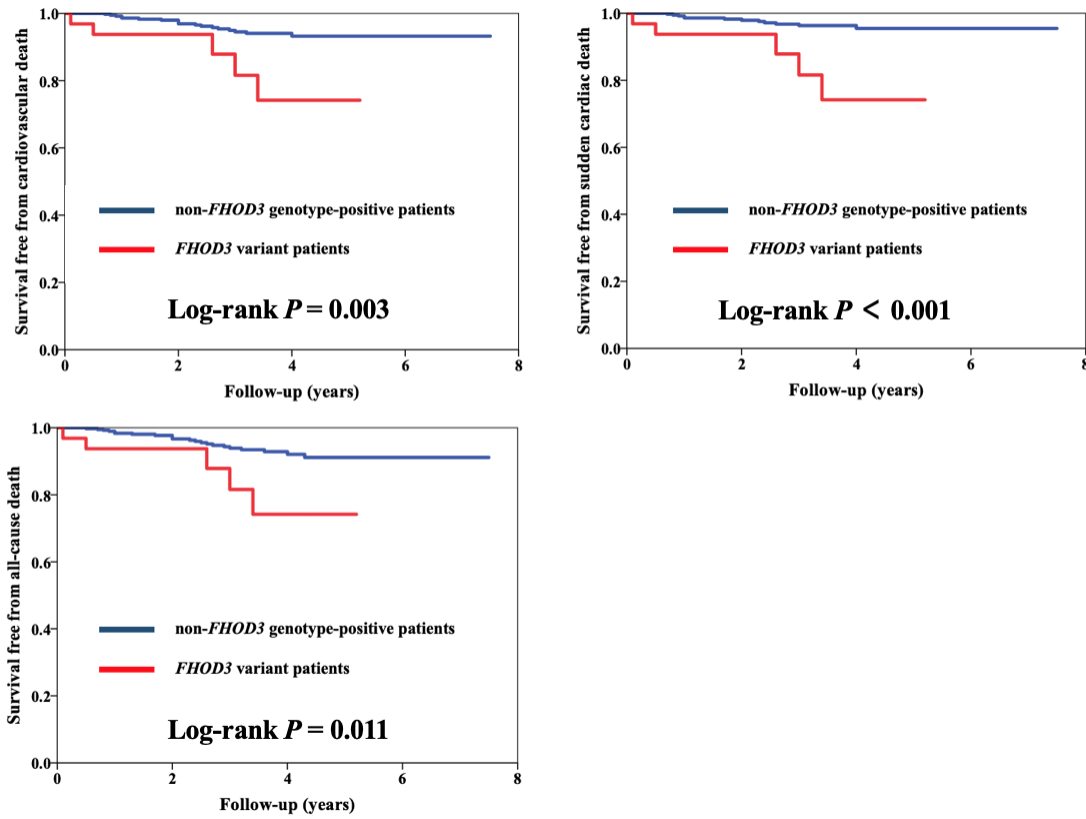 Survival free from cardiovascular death
1.0
0.8
0.6
0.4
0.2
0.0
non-FHOD3 genotype-positive patients
FHOD3 variant patients
Log-rank P = 0.003
0 2 4 6 8
Follow-up (years)
Survival free from sudden cardiac death
1.0
0.8
0.6
0.4
0.2
0.0
non-FHOD3 genotype-positive patients
FHOD3 variant patients
Log-rank P < 0.001
0 2 4 6 8
Follow-up (years)
Survival free from all-cause death
1.0
0.8
0.6
0.4
0.2
0.0
non-FHOD3 genotype-positive patients
FHOD3 variant patients
Log-rank P = 0.011
0 2 4 6 8
Follow-up (years)